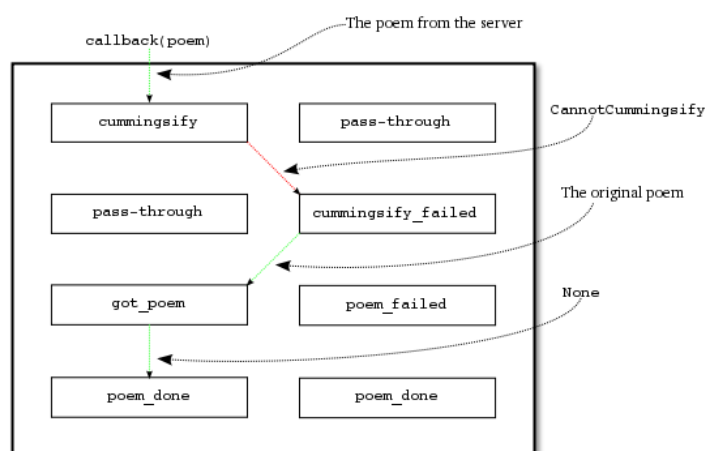 The poem from the server
callback(poem)
cummingsify
pass-through
CannotCummingsify
pass-through
cummingsify_failed
The original poem
got_poem
poem_failed
None
poem_done
poem_done